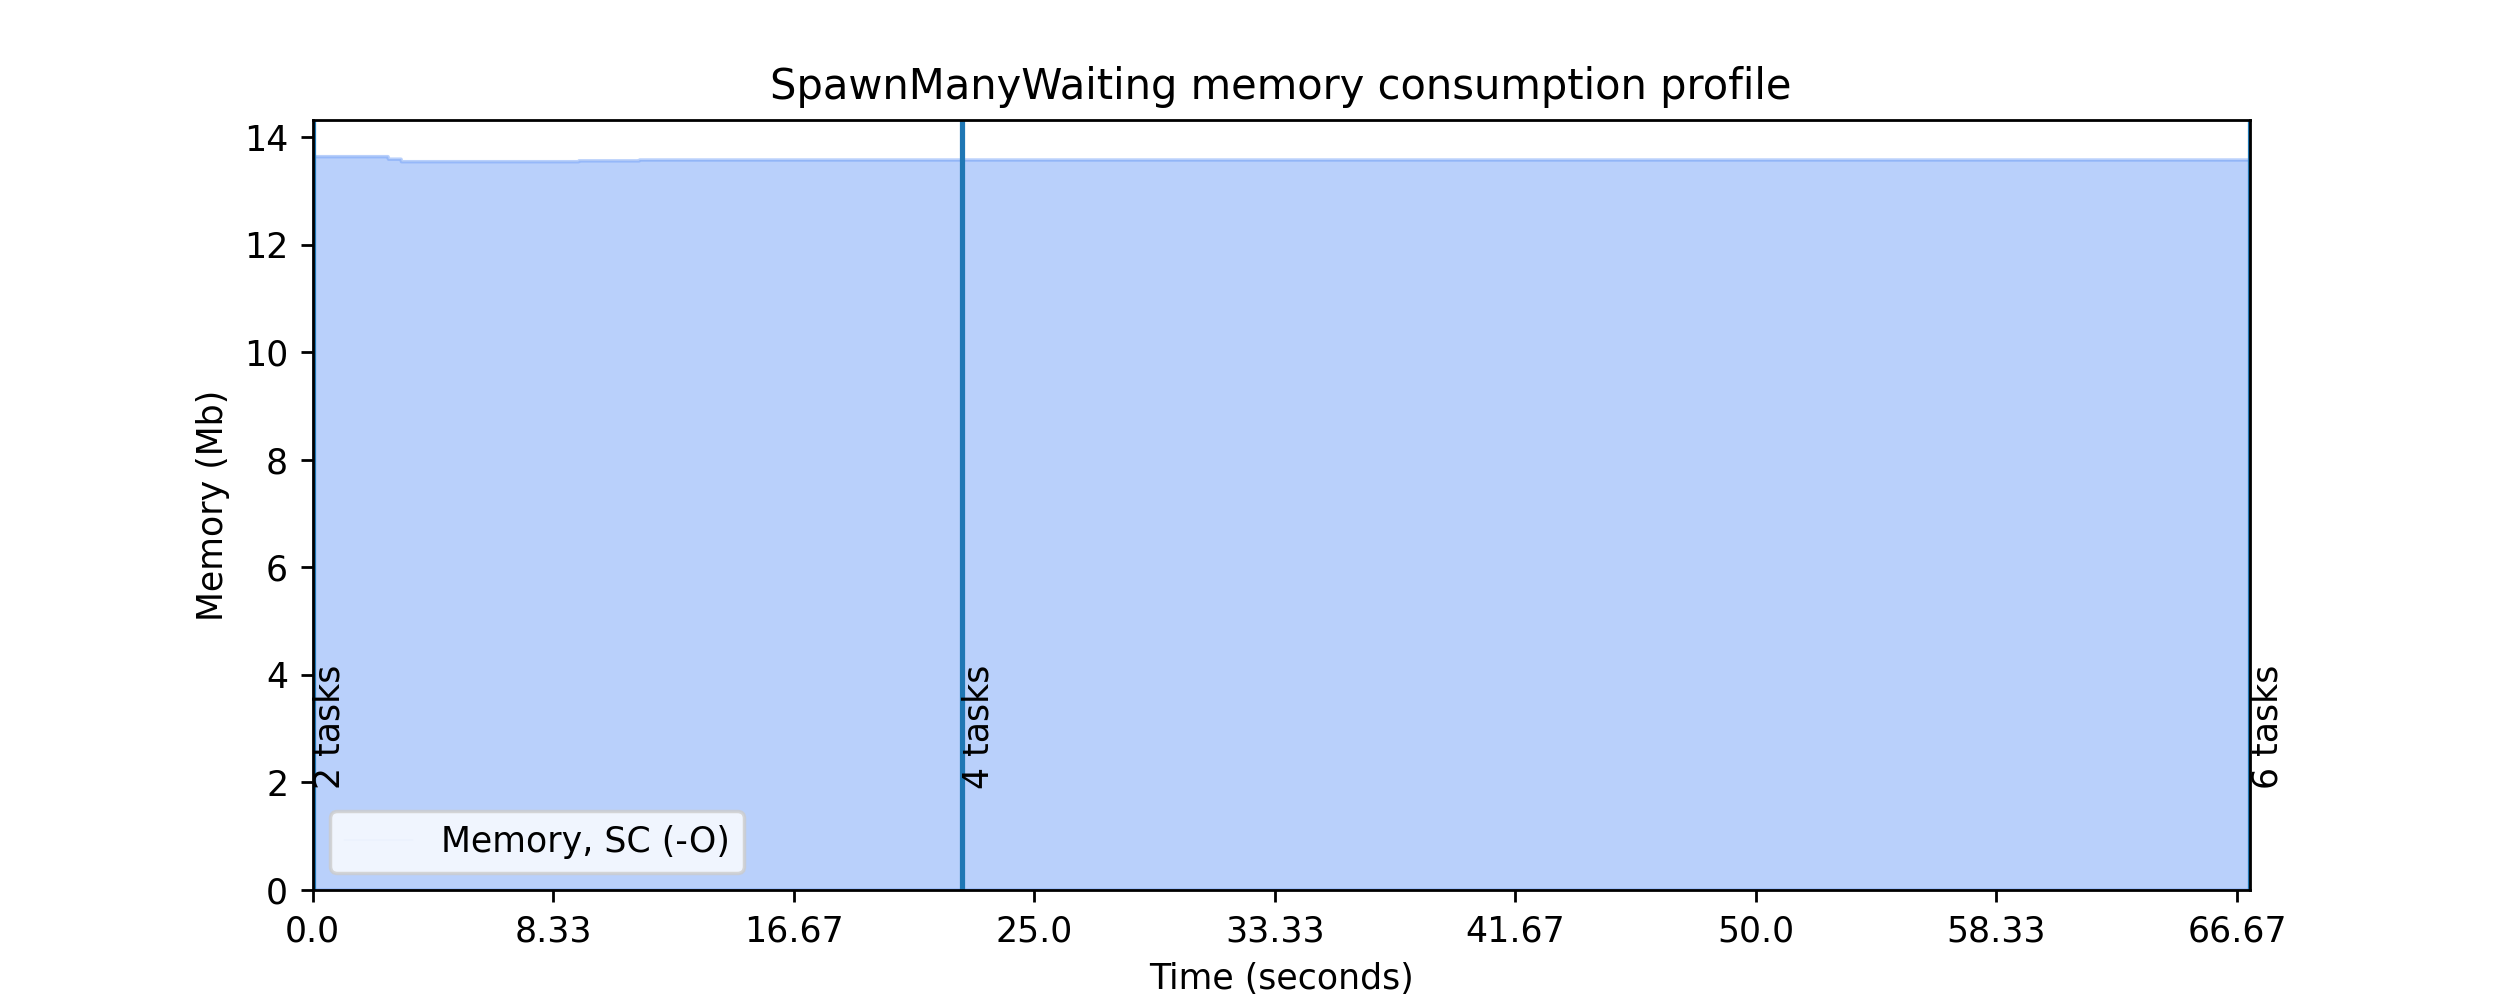 SpawnManyWaiting memory consumption profile
14
12
10
8
6
4
2
0
Memory (Mb)
2 tasks
4 tasks
6 tasks
Memory, SC (-O)
0.0 8.33 16.67 25.0 33.33 41.67 50.0 58.33 66.67
Time (seconds)